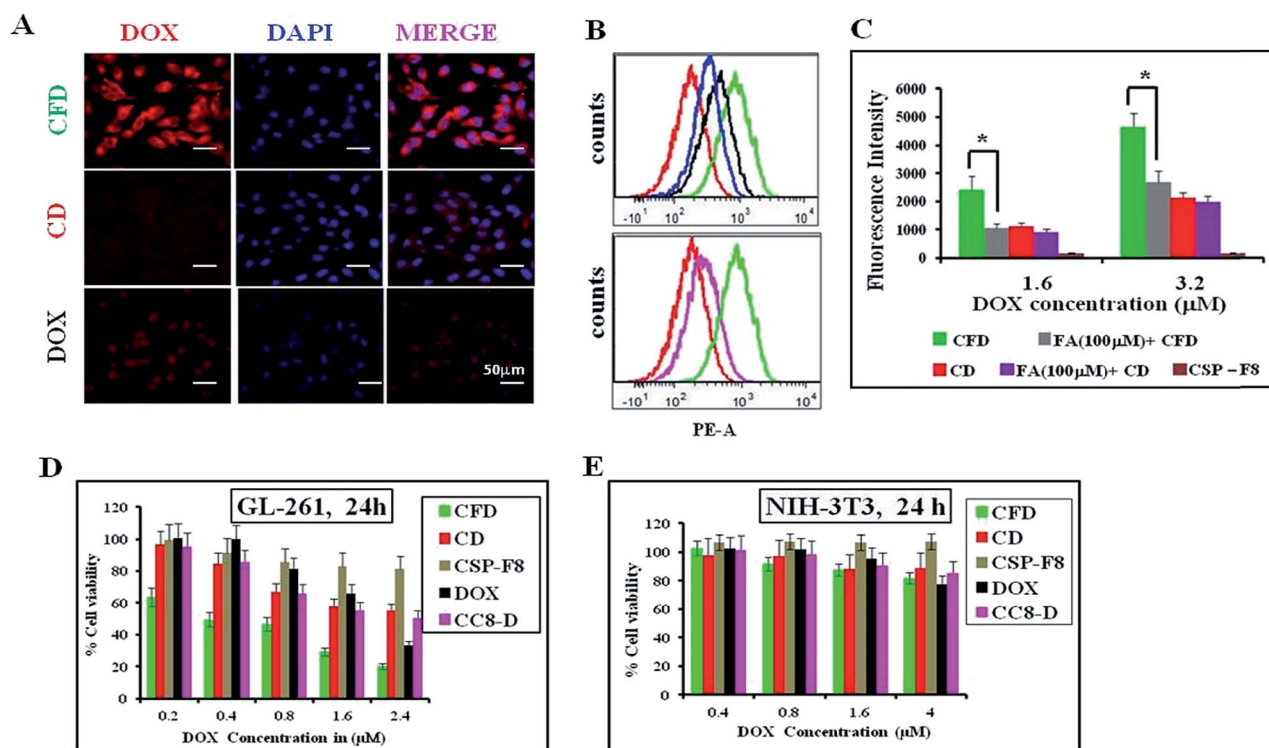 A
DOX DAPI MERGE
CFD
CD
DOX
50μm
B
counts
-10¹ 10² 10³ 10⁴
counts
-10¹ 10² 10³ 10⁴
PE-A
C
Fluorescence Intensity
6000
5000
4000
3000
2000
1000
0
* *
1.6 3.2
DOX concentration (μM)
CFD FA(100μM)+ CFD
CD FA(100μM)+ CD CSP – F8
D
GL-261, 24h
% Cell viability
120
100
80
60
40
20
0
0.2 0.4 0.8 1.6 2.4
DOX Concentration in (μM)
CFD
CD
CSP-F8
DOX
CC8-D
E
NIH-3T3, 24 h
% Cell viability
120
100
80
60
40
20
0
0.4 0.8 1.6 4
DOX Concentration (μM)
CFD
CD
CSP-F8
DOX
CC8-D